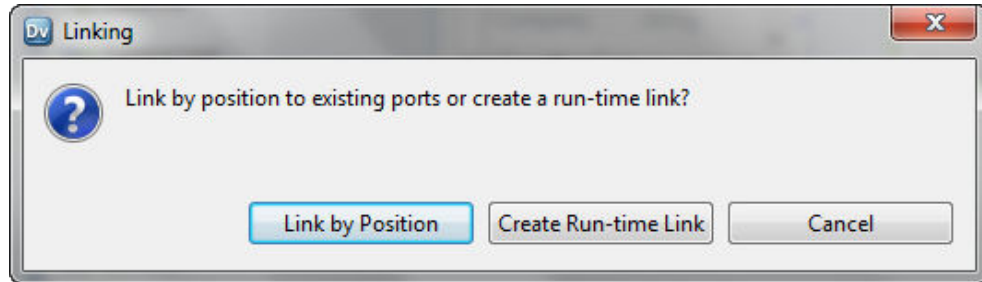 Dv Linking
Link by position to existing ports or create a run-time link?
Link by Position Create Run-time Link Cancel